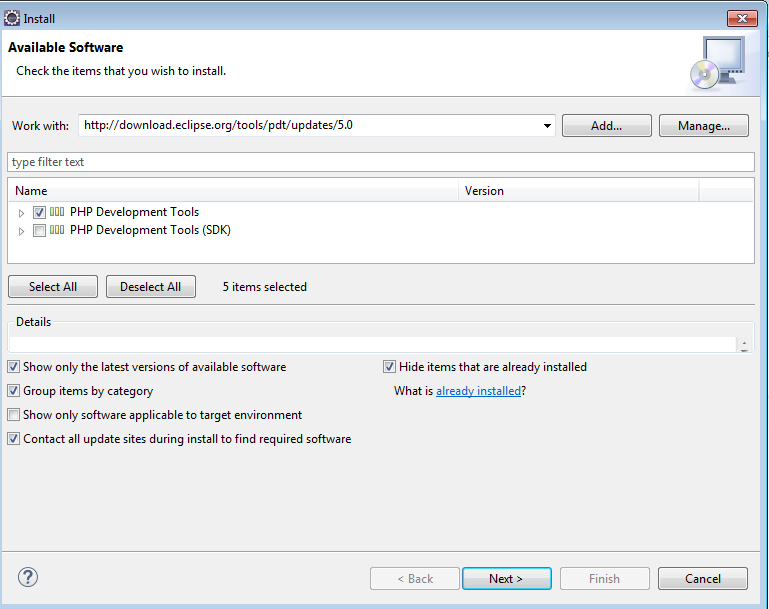 Install
Available Software
Check the items that you wish to install.
Work with: http://download.eclipse.org/tools/pdt/updates/5.0 Add... Manage...
type filter text
Name Version
PHP Development Tools
PHP Development Tools (SDK)
Select All Deselect All 5 items selected
Details
Show only the latest versions of available software Hide items that are already installed
Group items by category What is already installed?
Show only software applicable to target environment
Contact all update sites during install to find required software
? < Back Next > Finish Cancel